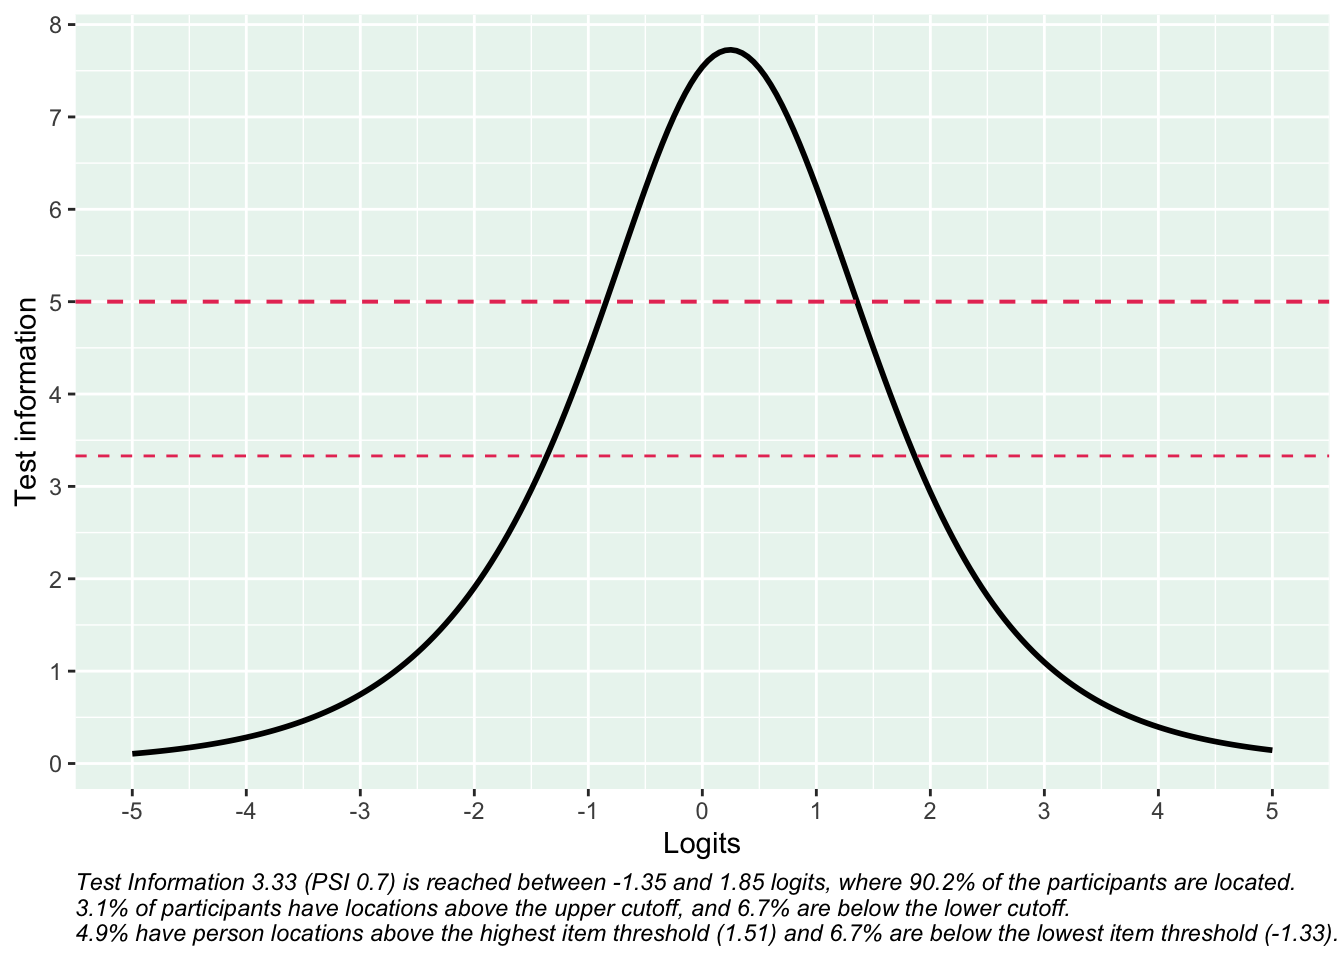 8
7
6
5
4
3
2
1
0
Test information
-5 -4 -3 -2 -1 0 1 2 3 4 5
Logits
Test Information 3.33 (PSI 0.7) is reached between -1.35 and 1.85 logits, where 90.2% of the participants are located.
3.1% of participants have locations above the upper cutoff, and 6.7% are below the lower cutoff.
4.9% have person locations above the highest item threshold (1.51) and 6.7% are below the lowest item threshold (-1.33).